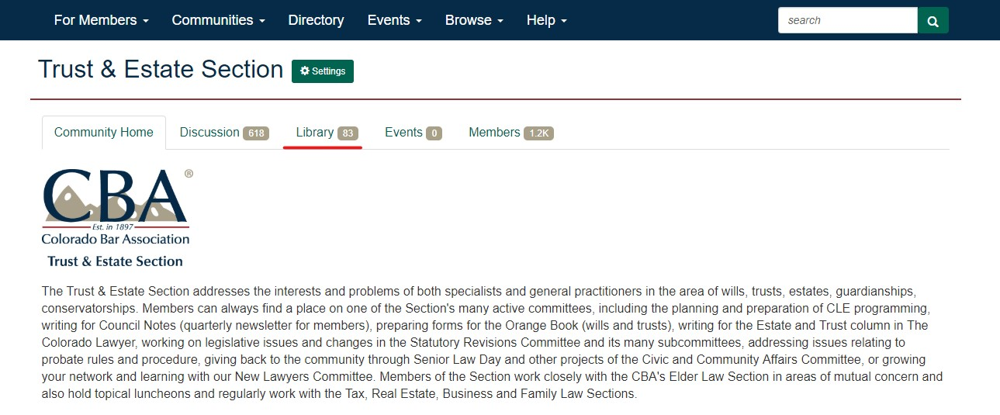 For Members Communities Directory Events Browse Help search
Trust & Estate Section Settings
Community Home Discussion 618 Library 83 Events 0 Members 1.2K
CBA®
Est. in 1897
Colorado Bar Association
Trust & Estate Section
The Trust & Estate Section addresses the interests and problems of both specialists and general practitioners in the area of wills, trusts, estates, guardianships,
conservatorships. Members can always find a place on one of the Section's many active committees, including the planning and preparation of CLE programming,
writing for Council Notes (quarterly newsletter for members), preparing forms for the Orange Book (wills and trusts), writing for the Estate and Trust column in The
Colorado Lawyer, working on legislative issues and changes in the Statutory Revisions Committee and its many subcommittees, addressing issues relating to
probate rules and procedure, giving back to the community through Senior Law Day and other projects of the Civic and Community Affairs Committee, or growing
your network and learning with our New Lawyers Committee. Members of the Section work closely with the CBA's Elder Law Section in areas of mutual concern and
also hold topical luncheons and regularly work with the Tax, Real Estate, Business and Family Law Sections.